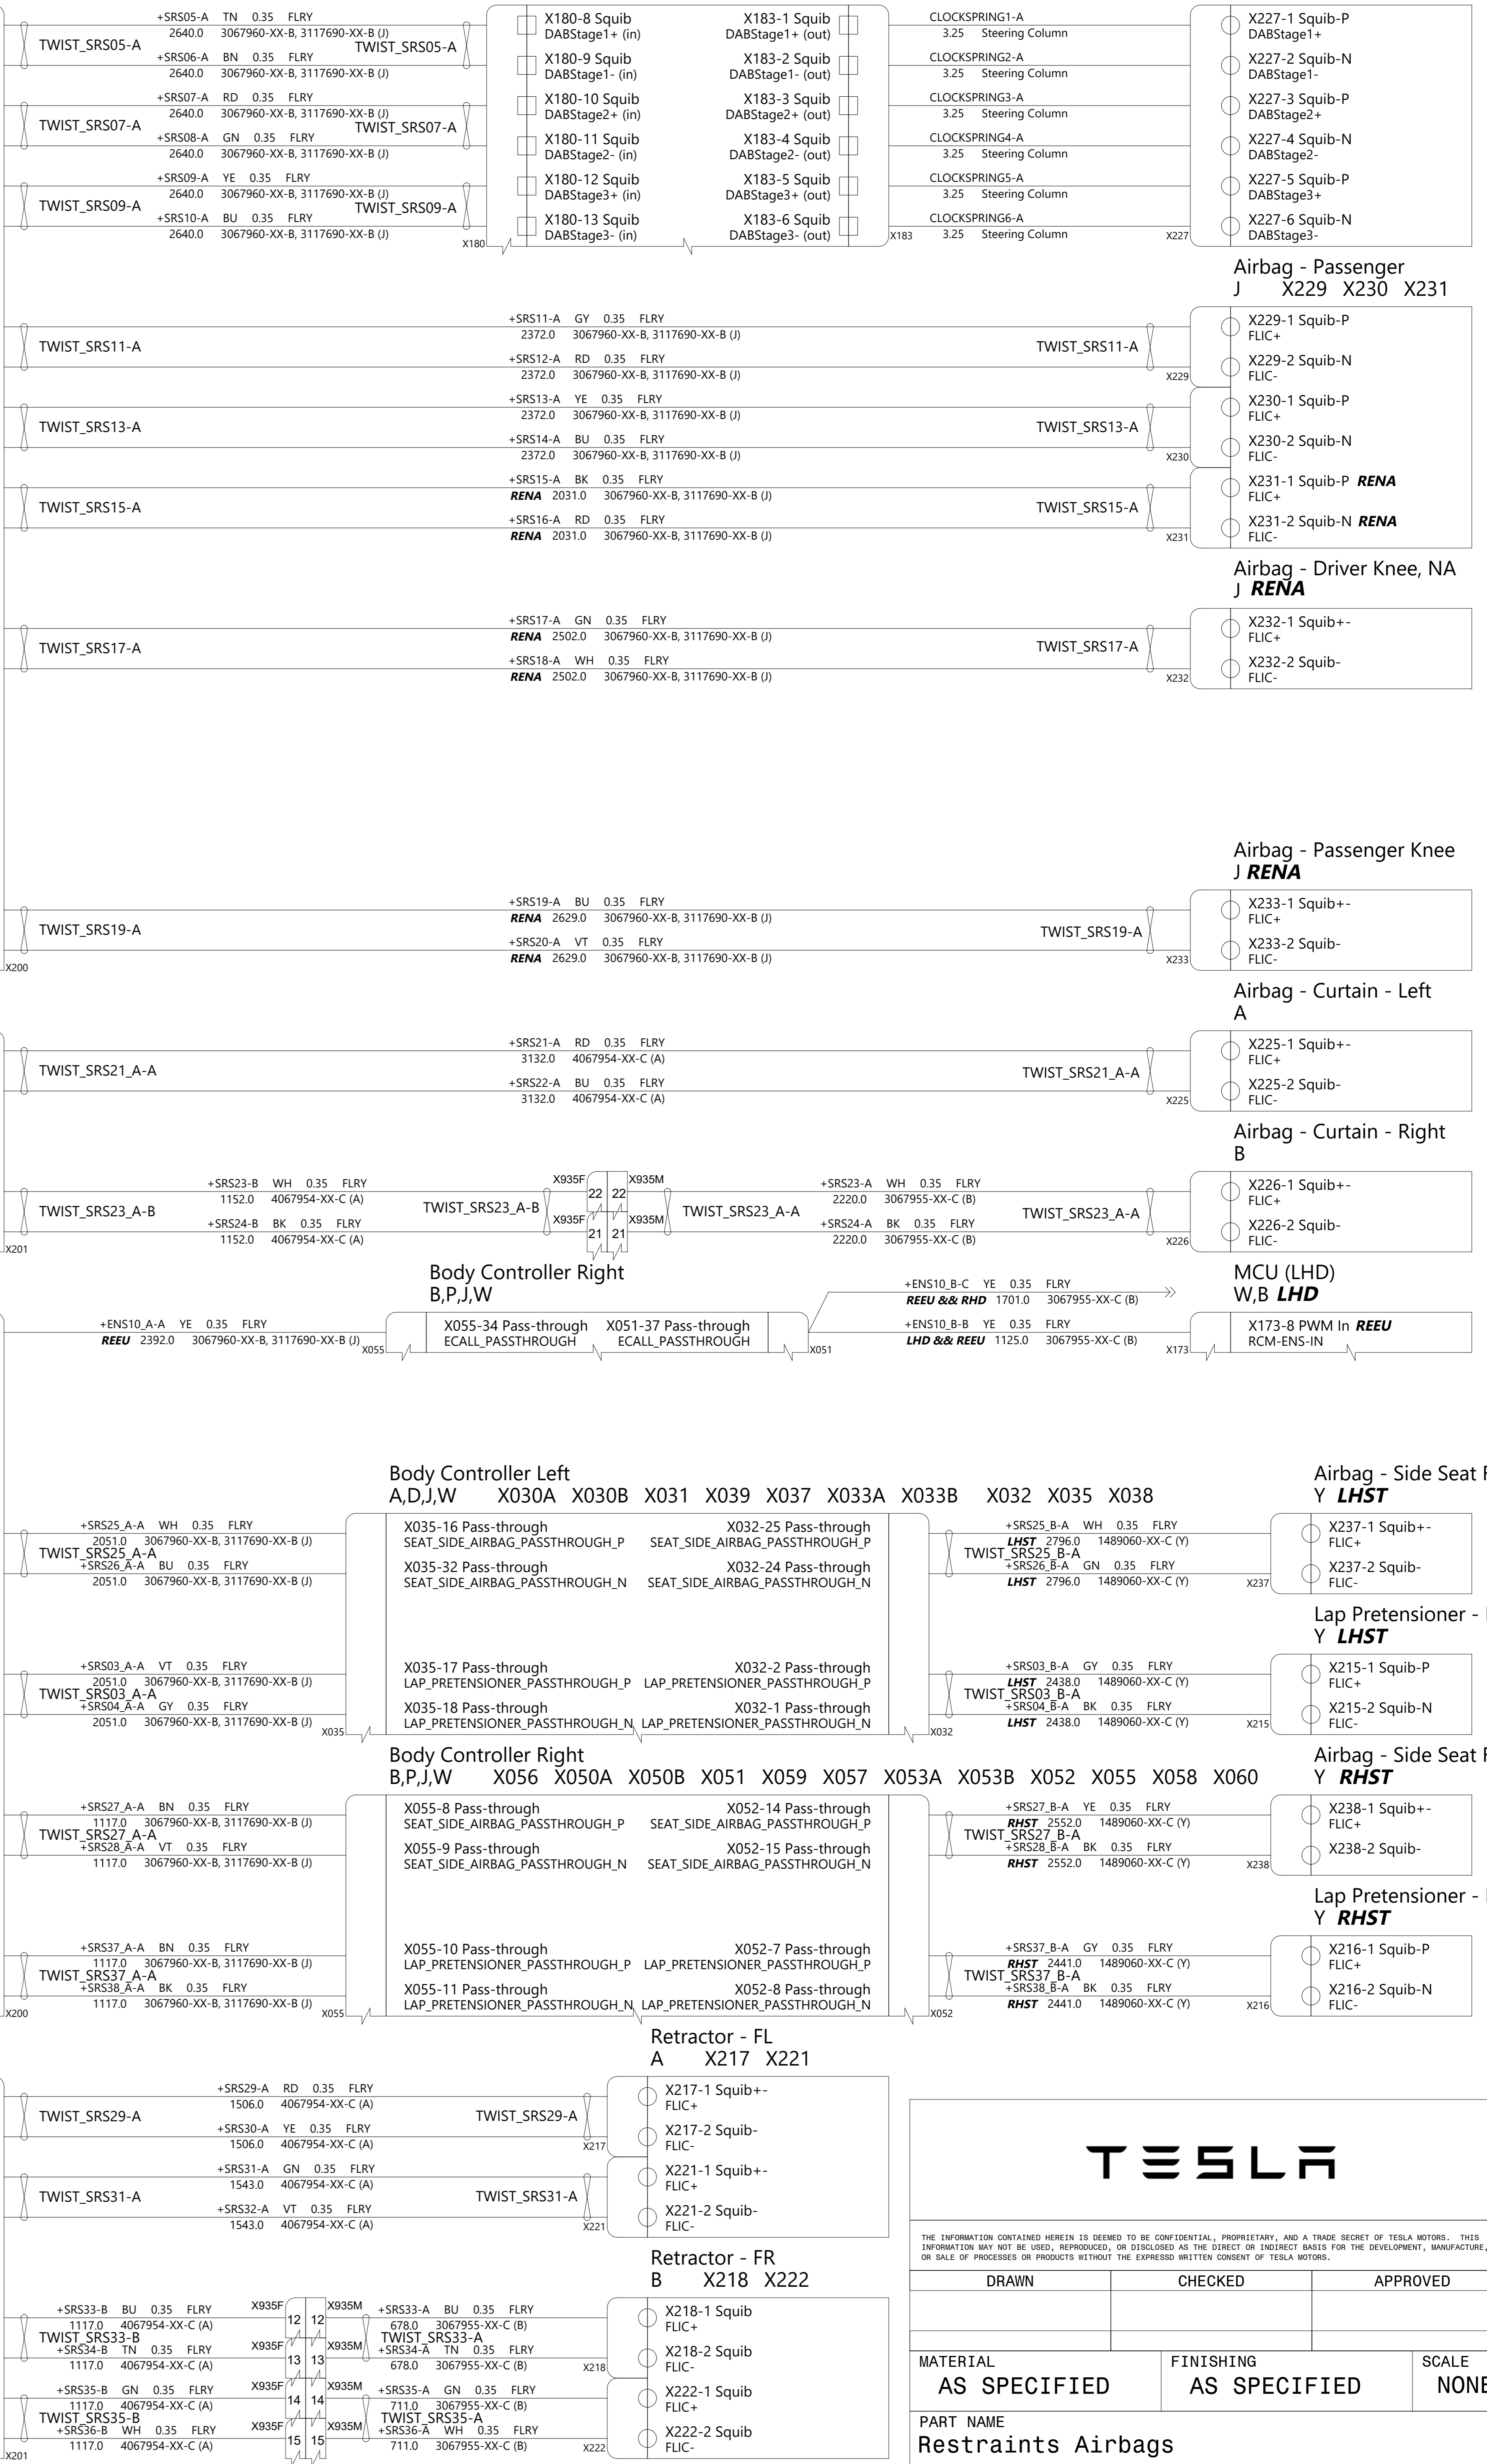 +SRS05-A TN 0.35 FLRY
2640.0 3067960-XX-B, 3117690-XX-B (J)
TWIST_SRS05-A
TWIST_SRS05-A
+SRS06-A BN 0.35 FLRY
2640.0 3067960-XX-B, 3117690-XX-B (J)
+SRS07-A RD 0.35 FLRY
2640.0 3067960-XX-B, 3117690-XX-B (J)
TWIST_SRS07-A
TWIST_SRS07-A
+SRS08-A GN 0.35 FLRY
2640.0 3067960-XX-B, 3117690-XX-B (J)
+SRS09-A YE 0.35 FLRY
2640.0 3067960-XX-B, 3117690-XX-B (J)
TWIST_SRS09-A
TWIST_SRS09-A
+SRS10-A BU 0.35 FLRY
2640.0 3067960-XX-B, 3117690-XX-B (J)
X180
X180-8 Squib
DABStage1+ (in)
X180-9 Squib
DABStage1- (in)
X180-10 Squib
DABStage2+ (in)
X180-11 Squib
DABStage2- (in)
X180-12 Squib
DABStage3+ (in)
X180-13 Squib
DABStage3- (in)
X183-1 Squib
DABStage1+ (out)
X183-2 Squib
DABStage1- (out)
X183-3 Squib
DABStage2+ (out)
X183-4 Squib
DABStage2- (out)
X183-5 Squib
DABStage3+ (out)
X183-6 Squib
DABStage3- (out)
X183
CLOCKSPRING1-A
3.25 Steering Column
CLOCKSPRING2-A
3.25 Steering Column
CLOCKSPRING3-A
3.25 Steering Column
CLOCKSPRING4-A
3.25 Steering Column
CLOCKSPRING5-A
3.25 Steering Column
CLOCKSPRING6-A
3.25 Steering Column
X227
X227-1 Squib-P
DABStage1+
X227-2 Squib-N
DABStage1-
X227-3 Squib-P
DABStage2+
X227-4 Squib-N
DABStage2-
X227-5 Squib-P
DABStage3+
X227-6 Squib-N
DABStage3-
Airbag - Passenger
J X229 X230 X231
+SRS11-A GY 0.35 FLRY
2372.0 3067960-XX-B, 3117690-XX-B (J)
TWIST_SRS11-A
TWIST_SRS11-A
+SRS12-A RD 0.35 FLRY
2372.0 3067960-XX-B, 3117690-XX-B (J)
X229
X229-1 Squib-P
FLIC+
X229-2 Squib-N
FLIC-
+SRS13-A YE 0.35 FLRY
2372.0 3067960-XX-B, 3117690-XX-B (J)
TWIST_SRS13-A
TWIST_SRS13-A
+SRS14-A BU 0.35 FLRY
2372.0 3067960-XX-B, 3117690-XX-B (J)
X230
X230-1 Squib-P
FLIC+
X230-2 Squib-N
FLIC-
+SRS15-A BK 0.35 FLRY
RENA 2031.0 3067960-XX-B, 3117690-XX-B (J)
TWIST_SRS15-A
TWIST_SRS15-A
+SRS16-A RD 0.35 FLRY
RENA 2031.0 3067960-XX-B, 3117690-XX-B (J)
X231
X231-1 Squib-P RENA
FLIC+
X231-2 Squib-N RENA
FLIC-
Airbag - Driver Knee, NA
J RENA
+SRS17-A GN 0.35 FLRY
RENA 2502.0 3067960-XX-B, 3117690-XX-B (J)
TWIST_SRS17-A
TWIST_SRS17-A
+SRS18-A WH 0.35 FLRY
RENA 2502.0 3067960-XX-B, 3117690-XX-B (J)
X232
X232-1 Squib+-
FLIC+
X232-2 Squib-
FLIC-
Airbag - Passenger Knee
J RENA
+SRS19-A BU 0.35 FLRY
RENA 2629.0 3067960-XX-B, 3117690-XX-B (J)
TWIST_SRS19-A
TWIST_SRS19-A
+SRS20-A VT 0.35 FLRY
RENA 2629.0 3067960-XX-B, 3117690-XX-B (J)
X200
X233
X233-1 Squib+-
FLIC+
X233-2 Squib-
FLIC-
Airbag - Curtain - Left
A
+SRS21-A RD 0.35 FLRY
3132.0 4067954-XX-C (A)
TWIST_SRS21_A-A
TWIST_SRS21_A-A
+SRS22-A BU 0.35 FLRY
3132.0 4067954-XX-C (A)
X225
X225-1 Squib+-
FLIC+
X225-2 Squib-
FLIC-
Airbag - Curtain - Right
B
+SRS23-B WH 0.35 FLRY
1152.0 4067954-XX-C (A)
TWIST_SRS23_A-B
TWIST_SRS23_A-B
+SRS24-B BK 0.35 FLRY
1152.0 4067954-XX-C (A)
X201
X935F 22 22 X935M
X935F 21 21 X935M
+SRS23-A WH 0.35 FLRY
2220.0 3067955-XX-C (B)
TWIST_SRS23_A-A
TWIST_SRS23_A-A
+SRS24-A BK 0.35 FLRY
2220.0 3067955-XX-C (B)
X226
X226-1 Squib+-
FLIC+
X226-2 Squib-
FLIC-
Body Controller Right
B,P,J,W
+ENS10_A-A YE 0.35 FLRY
REEU 2392.0 3067960-XX-B, 3117690-XX-B (J)
X055
X055-34 Pass-through
ECALL_PASSTHROUGH
X051-37 Pass-through
ECALL_PASSTHROUGH
X051
+ENS10_B-C YE 0.35 FLRY
REEU && RHD 1701.0 3067955-XX-C (B)
+ENS10_B-B YE 0.35 FLRY
LHD && REEU 1125.0 3067955-XX-C (B)
X173
MCU (LHD)
W,B LHD
X173-8 PWM In REEU
RCM-ENS-IN
Body Controller Left
A,D,J,W X030A X030B X031 X039 X037 X033A X033B X032 X035 X038
+SRS25_A-A WH 0.35 FLRY
2051.0 3067960-XX-B, 3117690-XX-B (J)
TWIST_SRS25_A-A
+SRS26_A-A BU 0.35 FLRY
2051.0 3067960-XX-B, 3117690-XX-B (J)
X035-16 Pass-through
SEAT_SIDE_AIRBAG_PASSTHROUGH_P
X035-32 Pass-through
SEAT_SIDE_AIRBAG_PASSTHROUGH_N
X032-25 Pass-through
SEAT_SIDE_AIRBAG_PASSTHROUGH_P
X032-24 Pass-through
SEAT_SIDE_AIRBAG_PASSTHROUGH_N
+SRS25_B-A WH 0.35 FLRY
LHST 2796.0 1489060-XX-C (Y)
TWIST_SRS25_B-A
+SRS26_B-A GN 0.35 FLRY
LHST 2796.0 1489060-XX-C (Y)
X237
Airbag - Side Seat
Y LHST
X237-1 Squib+-
FLIC+
X237-2 Squib-
FLIC-
+SRS03_A-A VT 0.35 FLRY
2051.0 3067960-XX-B, 3117690-XX-B (J)
TWIST_SRS03_A-A
+SRS04_A-A GY 0.35 FLRY
2051.0 3067960-XX-B, 3117690-XX-B (J)
X035
X035-17 Pass-through
LAP_PRETENSIONER_PASSTHROUGH_P
X035-18 Pass-through
LAP_PRETENSIONER_PASSTHROUGH_N
X032-2 Pass-through
LAP_PRETENSIONER_PASSTHROUGH_P
X032-1 Pass-through
LAP_PRETENSIONER_PASSTHROUGH_N
X032
+SRS03_B-A GY 0.35 FLRY
LHST 2438.0 1489060-XX-C (Y)
TWIST_SRS03_B-A
+SRS04_B-A BK 0.35 FLRY
LHST 2438.0 1489060-XX-C (Y)
X215
Lap Pretensioner -
Y LHST
X215-1 Squib-P
FLIC+
X215-2 Squib-N
FLIC-
Body Controller Right
B,P,J,W X056 X050A X050B X051 X059 X057 X053A X053B X052 X055 X058 X060
+SRS27_A-A BN 0.35 FLRY
1117.0 3067960-XX-B, 3117690-XX-B (J)
TWIST_SRS27_A-A
+SRS28_A-A VT 0.35 FLRY
1117.0 3067960-XX-B, 3117690-XX-B (J)
X055-8 Pass-through
SEAT_SIDE_AIRBAG_PASSTHROUGH_P
X055-9 Pass-through
SEAT_SIDE_AIRBAG_PASSTHROUGH_N
X052-14 Pass-through
SEAT_SIDE_AIRBAG_PASSTHROUGH_P
X052-15 Pass-through
SEAT_SIDE_AIRBAG_PASSTHROUGH_N
+SRS27_B-A YE 0.35 FLRY
RHST 2552.0 1489060-XX-C (Y)
TWIST_SRS27_B-A
+SRS28_B-A BK 0.35 FLRY
RHST 2552.0 1489060-XX-C (Y)
X238
Airbag - Side Seat
Y RHST
X238-1 Squib+-
FLIC+
X238-2 Squib-
+SRS37_A-A BN 0.35 FLRY
1117.0 3067960-XX-B, 3117690-XX-B (J)
TWIST_SRS37_A-A
+SRS38_A-A BK 0.35 FLRY
1117.0 3067960-XX-B, 3117690-XX-B (J)
X200
X055
X055-10 Pass-through
LAP_PRETENSIONER_PASSTHROUGH_P
X055-11 Pass-through
LAP_PRETENSIONER_PASSTHROUGH_N
X052-7 Pass-through
LAP_PRETENSIONER_PASSTHROUGH_P
X052-8 Pass-through
LAP_PRETENSIONER_PASSTHROUGH_N
X052
+SRS37_B-A GY 0.35 FLRY
RHST 2441.0 1489060-XX-C (Y)
TWIST_SRS37_B-A
+SRS38_B-A BK 0.35 FLRY
RHST 2441.0 1489060-XX-C (Y)
X216
Lap Pretensioner -
Y RHST
X216-1 Squib-P
FLIC+
X216-2 Squib-N
FLIC-
Retractor - FL
A X217 X221
+SRS29-A RD 0.35 FLRY
1506.0 4067954-XX-C (A)
TWIST_SRS29-A
TWIST_SRS29-A
+SRS30-A YE 0.35 FLRY
1506.0 4067954-XX-C (A)
X217
X217-1 Squib+-
FLIC+
X217-2 Squib-
FLIC-
+SRS31-A GN 0.35 FLRY
1543.0 4067954-XX-C (A)
TWIST_SRS31-A
TWIST_SRS31-A
+SRS32-A VT 0.35 FLRY
1543.0 4067954-XX-C (A)
X221
X221-1 Squib+-
FLIC+
X221-2 Squib-
FLIC-
Retractor - FR
B X218 X222
+SRS33-B BU 0.35 FLRY
1117.0 4067954-XX-C (A)
TWIST_SRS33-B
+SRS34-B TN 0.35 FLRY
1117.0 4067954-XX-C (A)
+SRS35-B GN 0.35 FLRY
1117.0 4067954-XX-C (A)
TWIST_SRS35-B
+SRS36-B WH 0.35 FLRY
1117.0 4067954-XX-C (A)
X201
X935F 12 12 X935M
X935F 13 13 X935M
X935F 14 14 X935M
X935F 15 15 X935M
+SRS33-A BU 0.35 FLRY
678.0 3067955-XX-C (B)
TWIST_SRS33-A
+SRS34-A TN 0.35 FLRY
678.0 3067955-XX-C (B)
X218
+SRS35-A GN 0.35 FLRY
711.0 3067955-XX-C (B)
TWIST_SRS35-A
+SRS36-A WH 0.35 FLRY
711.0 3067955-XX-C (B)
X222
X218-1 Squib
FLIC+
X218-2 Squib
FLIC-
X222-1 Squib
FLIC+
X222-2 Squib
FLIC-
TESLA
THE INFORMATION CONTAINED HEREIN IS DEEMED TO BE CONFIDENTIAL, PROPRIETARY, AND A TRADE SECRET OF TESLA MOTORS. THIS
INFORMATION MAY NOT BE USED, REPRODUCED, OR DISCLOSED AS THE DIRECT OR INDIRECT BASIS FOR THE DEVELOPMENT, MANUFACTURE,
OR SALE OF PROCESSES OR PRODUCTS WITHOUT THE EXPRESSD WRITTEN CONSENT OF TESLA MOTORS.
DRAWN CHECKED APPROVED
MATERIAL FINISHING SCALE
AS SPECIFIED AS SPECIFIED NONE
PART NAME
Restraints Airbags